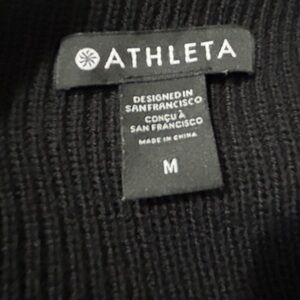 ATHLETA
DESIGNED IN
SAN FRANCISCO
CONÇU À
SAN FRANCISCO
MADE IN CHINA
M